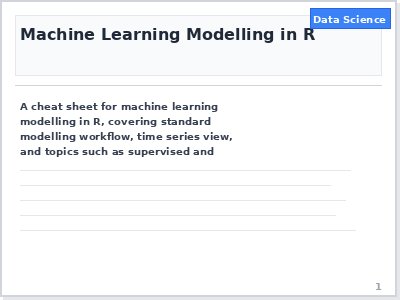 Data Science
Machine Learning Modelling in R
A cheat sheet for machine learning
modelling in R, covering standard
modelling workflow, time series view,
and topics such as supervised and
1